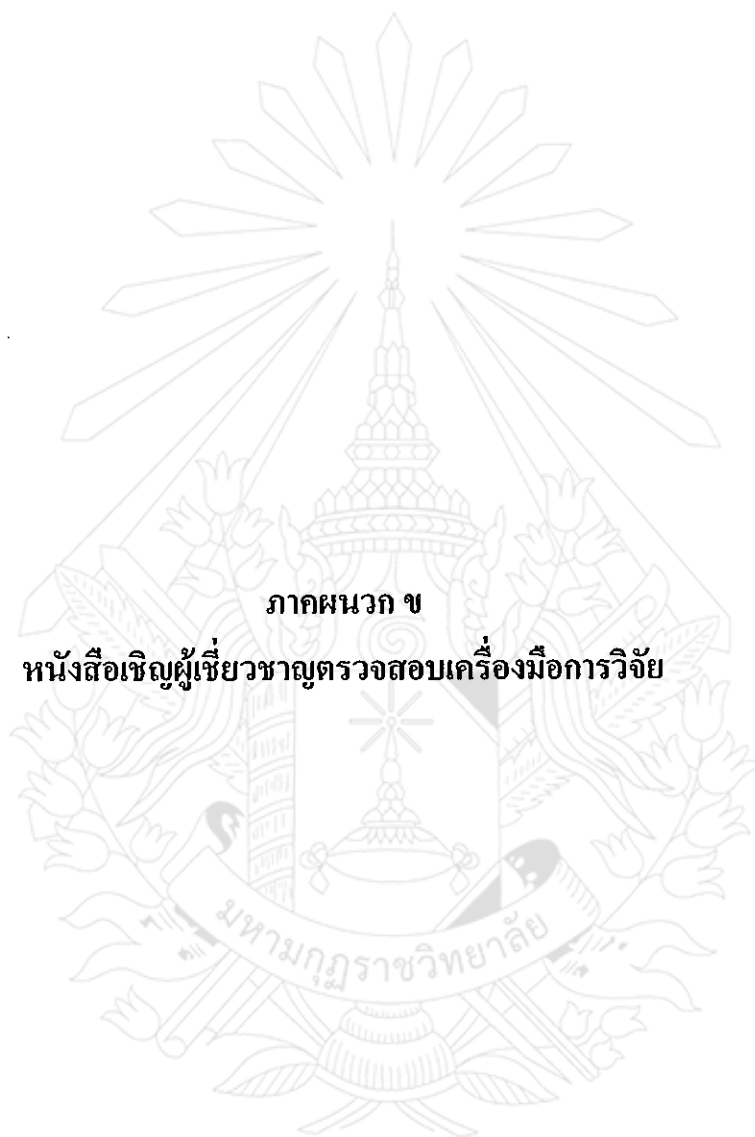 ภาคผนวก ข
หนังสือเชิญผู้เชี่ยวชาญตรวจสอบเครื่องมือการวิจัย
มหามกุฏราชวิทยาลัย